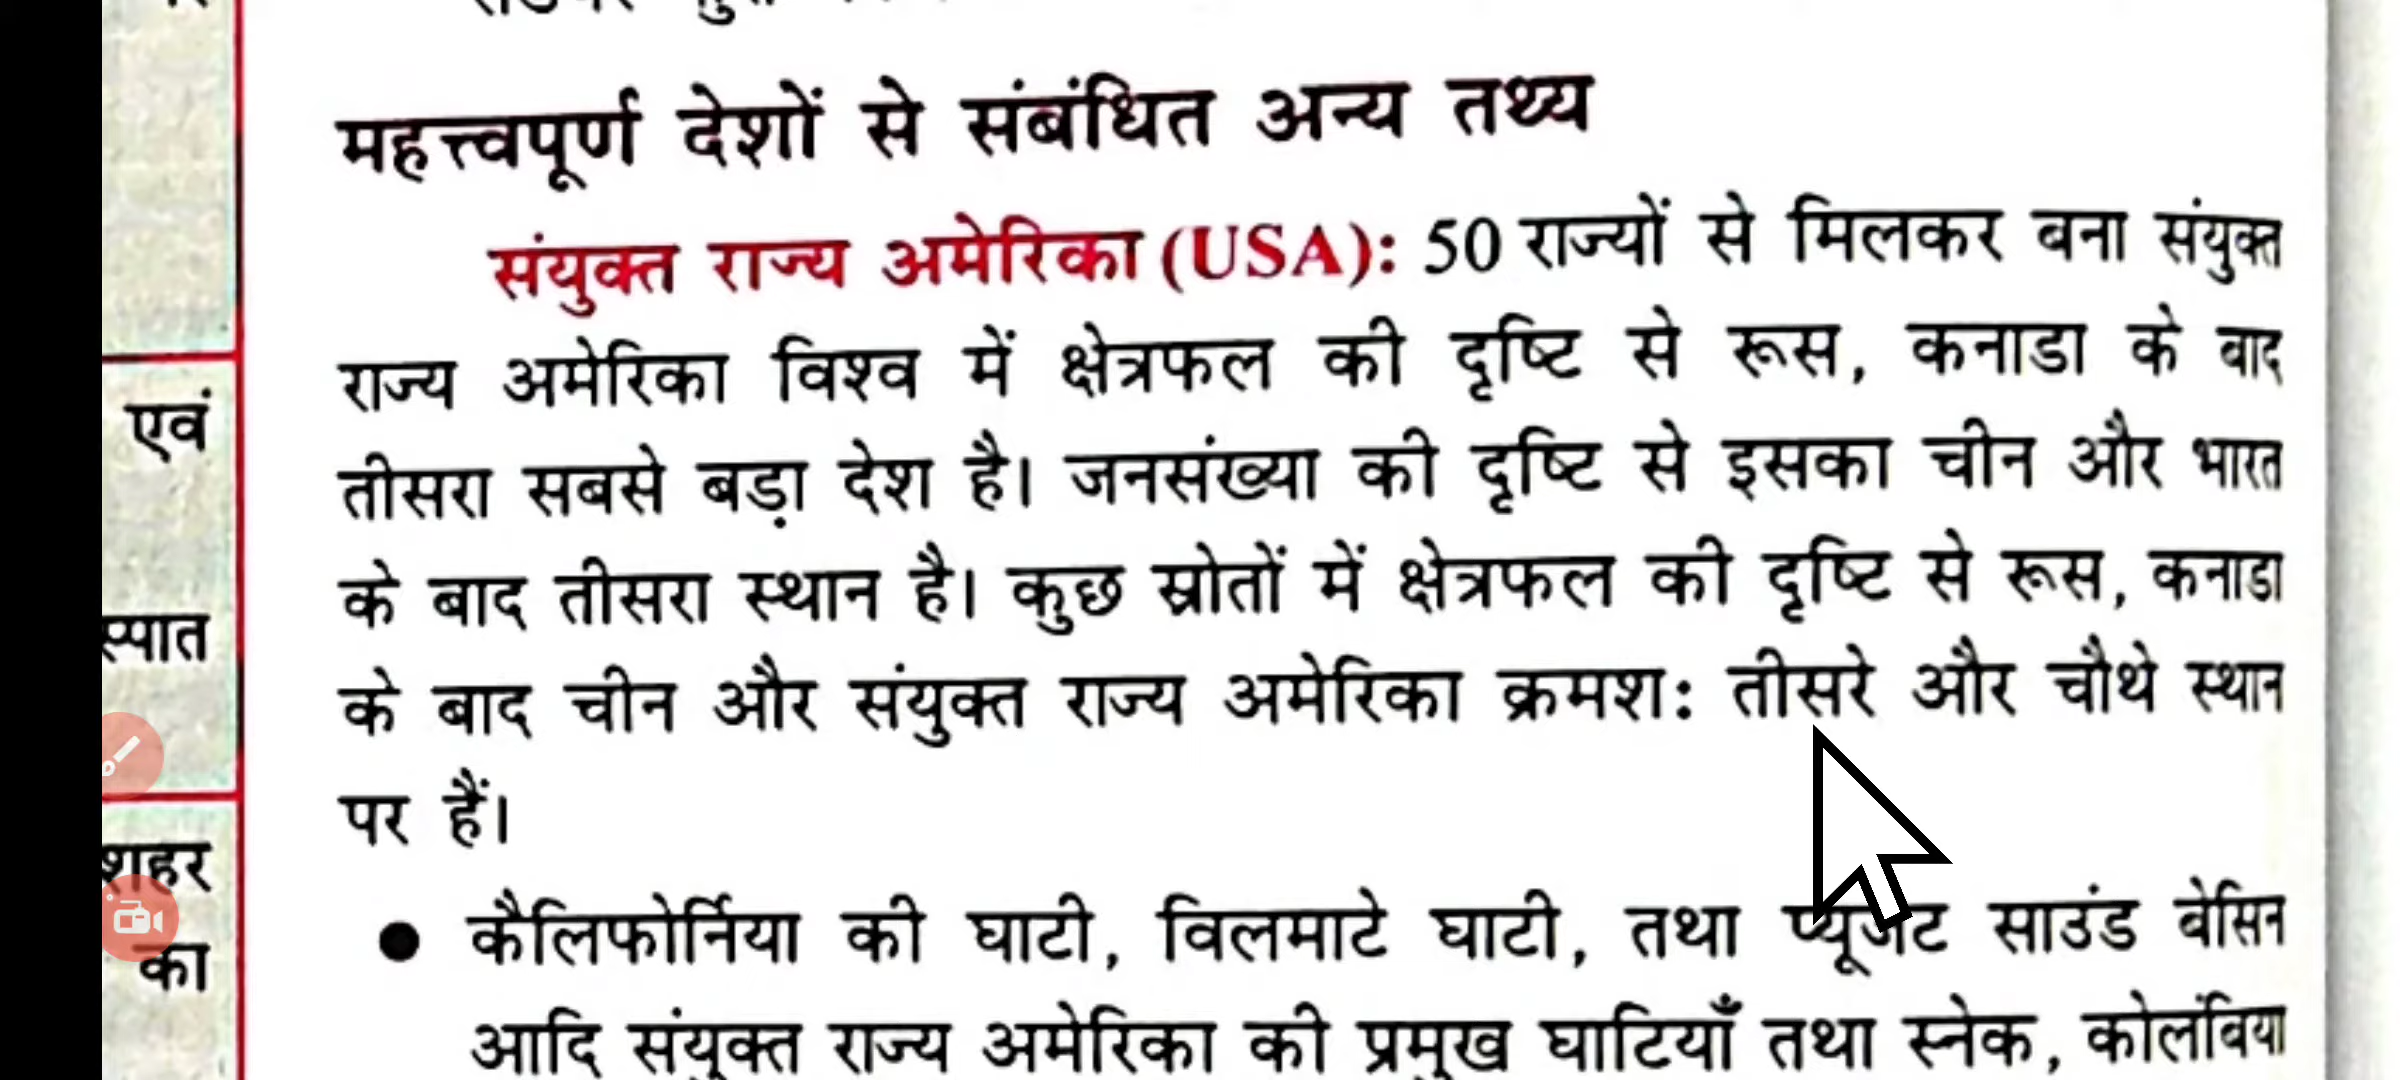 महत्त्वपूर्ण देशों से संबंधित अन्य तथ्य
संयुक्त राज्य अमेरिका (USA): 50 राज्यों से मिलकर बना संयुक्त
राज्य अमेरिका विश्व में क्षेत्रफल की दृष्टि से रूस, कनाडा के बाद
तीसरा सबसे बड़ा देश है। जनसंख्या की दृष्टि से इसका चीन और भारत
के बाद तीसरा स्थान है। कुछ स्रोतों में क्षेत्रफल की दृष्टि से रूस, कनाडा
के बाद चीन और संयुक्त राज्य अमेरिका क्रमश: तीसरे और चौथे स्थान
पर हैं।
● कैलिफोर्निया की घाटी, विलमाटे घाटी, तथा प्यूजेट साउंड बेसिन
आदि संयुक्त राज्य अमेरिका की प्रमुख घाटियाँ तथा स्नेक, कोलंबिया
एवं
स्पात
शहर
का